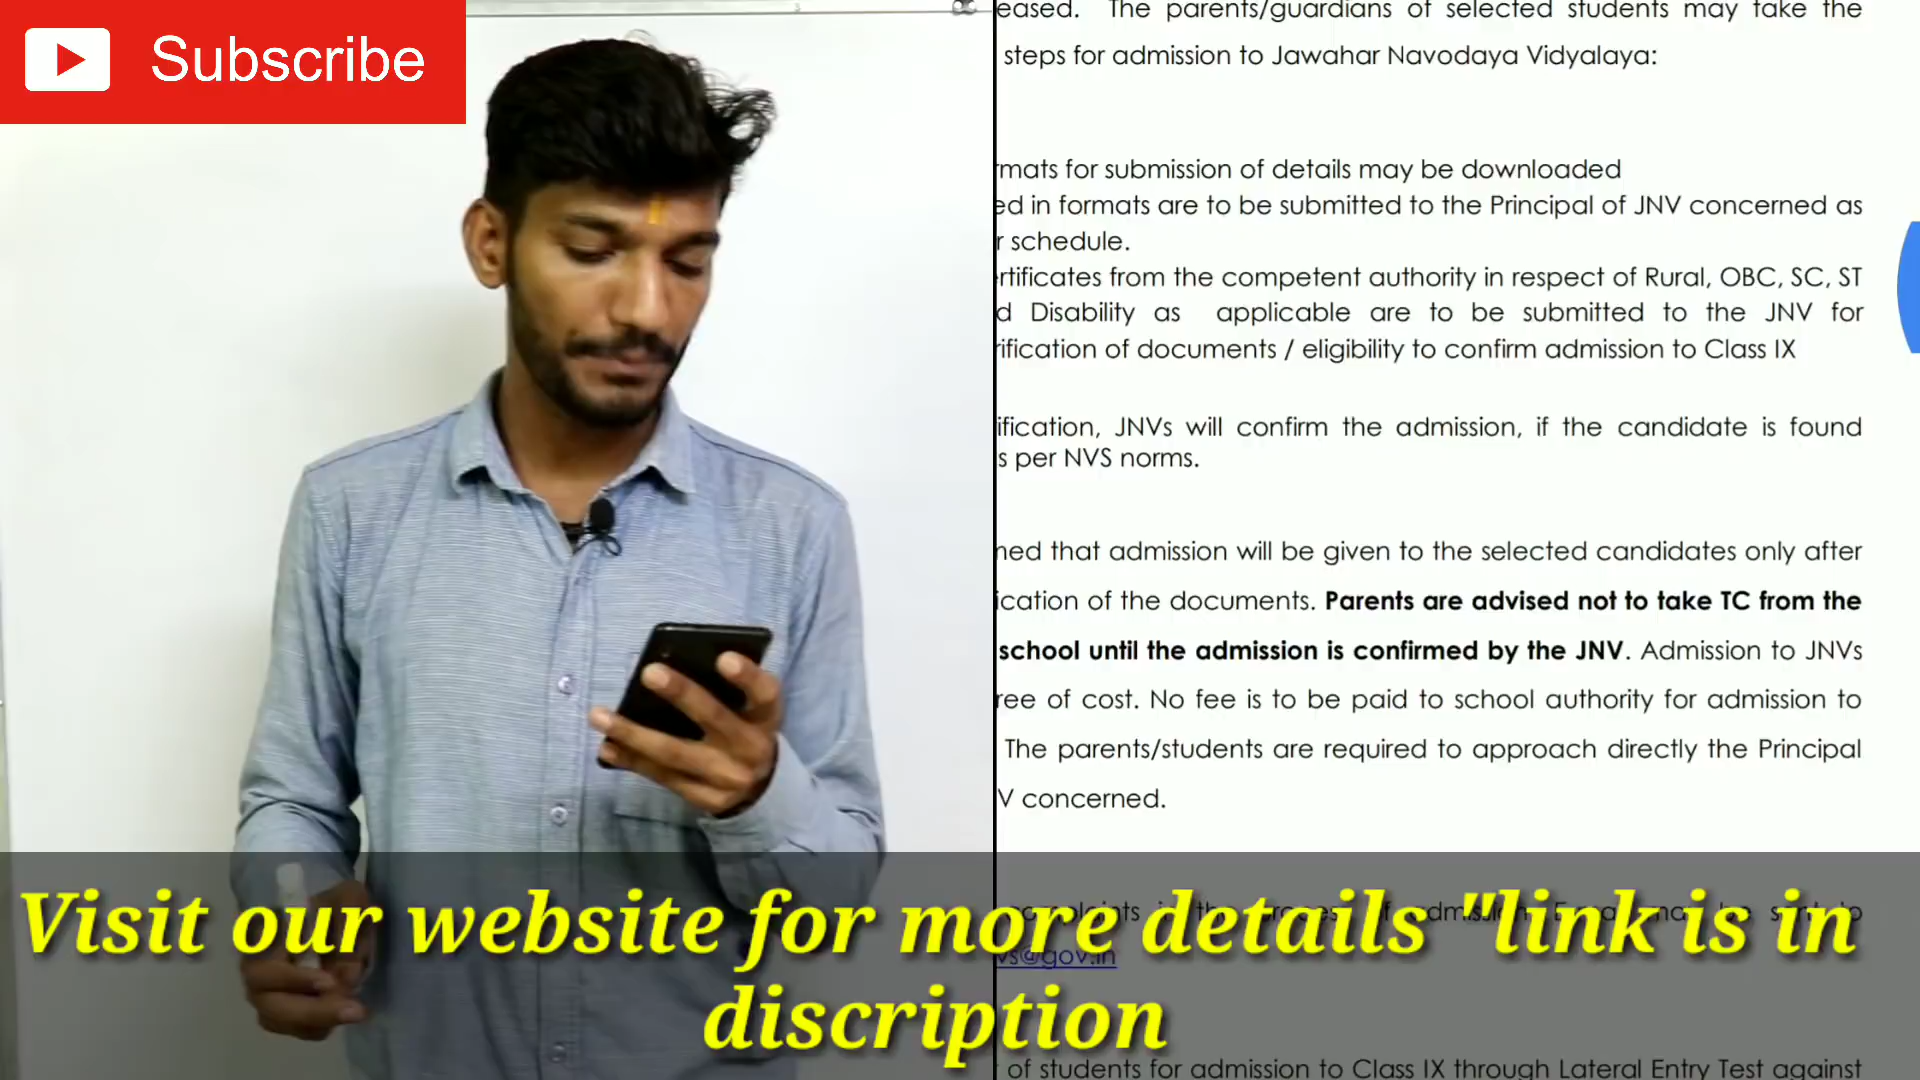 Subscribe
eased. The parents/guardians of selected students may take the
steps for admission to Jawahar Navodaya Vidyalaya:
rmats for submission of details may be downloaded
ed in formats are to be submitted to the Principal of JNV concerned as
r schedule.
rtificates from the competent authority in respect of Rural, OBC, SC, ST
d Disability as applicable are to be submitted to the JNV for
rification of documents / eligibility to confirm admission to Class IX
ification, JNVs will confirm the admission, if the candidate is found
s per NVS norms.
ned that admission will be given to the selected candidates only after
ication of the documents. Parents are advised not to take TC from the
school until the admission is confirmed by the JNV. Admission to JNVs
ree of cost. No fee is to be paid to school authority for admission to
The parents/students are required to approach directly the Principal
V concerned.
Visit our website for more details "link is in
vs@gov.in
discription
of students for admission to Class IX through Lateral Entry Test against